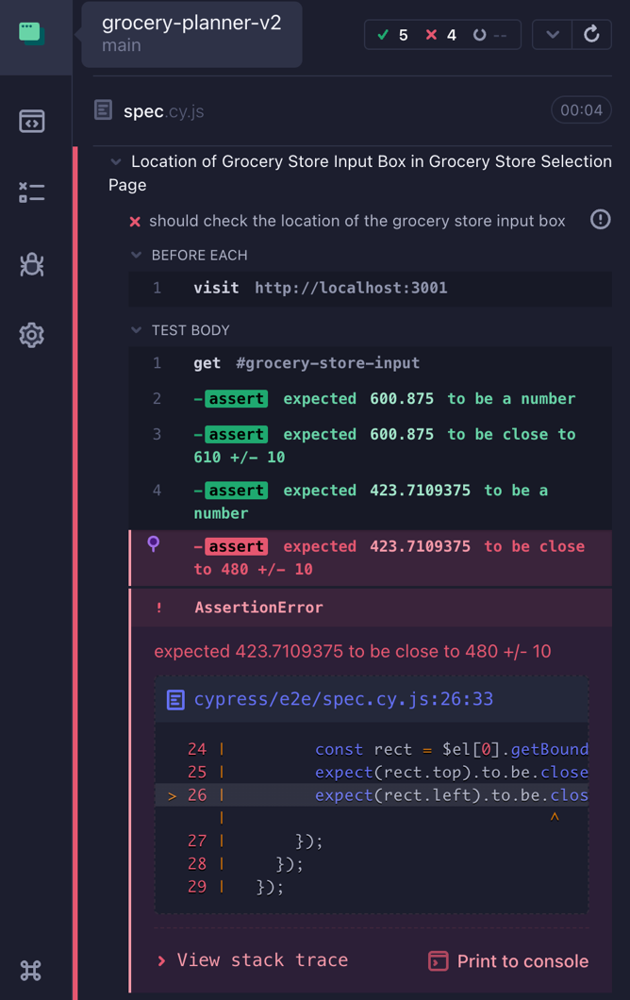 grocery-planner-v2
main
5 4 --
spec.cy.js
00:04
Location of Grocery Store Input Box in Grocery Store Selection
Page
should check the location of the grocery store input box
BEFORE EACH
1 visit http://localhost:3001
TEST BODY
1 get #grocery-store-input
2 -assert expected 600.875 to be a number
3 -assert expected 600.875 to be close to
610 +/- 10
4 -assert expected 423.7109375 to be a
number
-assert expected 423.7109375 to be close
to 480 +/- 10
! AssertionError
expected 423.7109375 to be close to 480 +/- 10
cypress/e2e/spec.cy.js:26:33
24 | const rect = $el[0].getBound
25 | expect(rect.top).to.be.close
> 26 | expect(rect.left).to.be.clos
| ^
27 | });
28 | });
29 | });
> View stack trace
Print to console